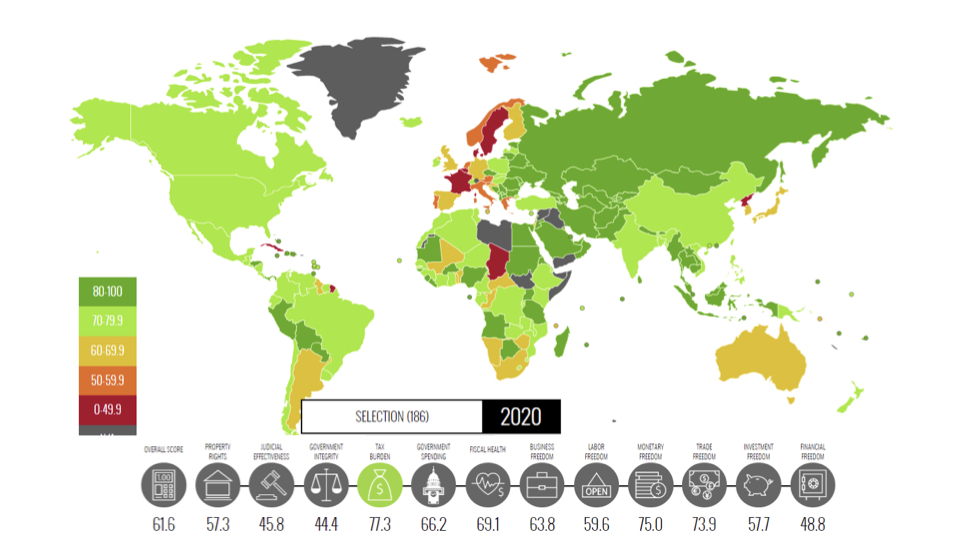 80-100
70-79.9
60-69.9
50-59.9
0-49.9
SELECTION (186)
2020
OVERALL SCORE
PROPERTY
RIGHTS
JUDICIAL
EFFECTIVENESS
GOVERNMENT
INTEGRITY
TAX
BURDEN
GOVERNMENT
SPENDING
FISCAL HEALTH
BUSINESS
FREEDOM
LABOR
FREEDOM
MONETARY
FREEDOM
TRADE
FREEDOM
INVESTMENT
FREEDOM
FINANCIAL
FREEDOM
OPEN
61.6 57.3 45.8 44.4 77.3 66.2 69.1 63.8 59.6 75.0 73.9 57.7 48.8